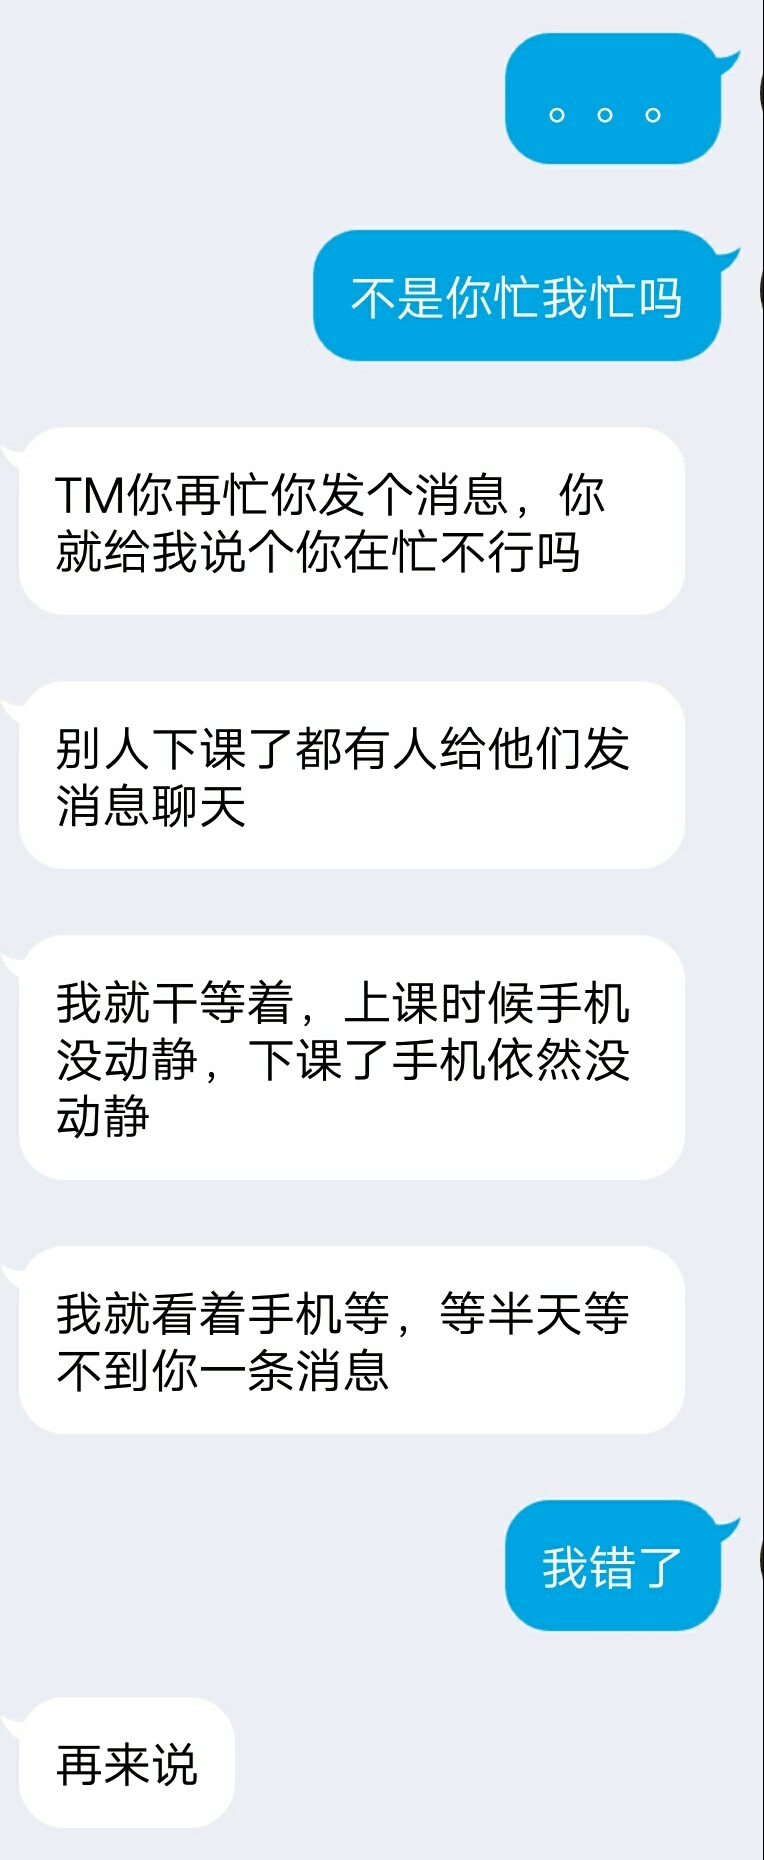 。。。
不是你忙我忙吗
TM你再忙你发个消息，你
就给我说个你在忙不行吗
别人下课了都有人给他们发
消息聊天
我就干等着，上课时候手机
没动静，下课了手机依然没
动静
我就看着手机等，等半天等
不到你一条消息
我错了
再来说